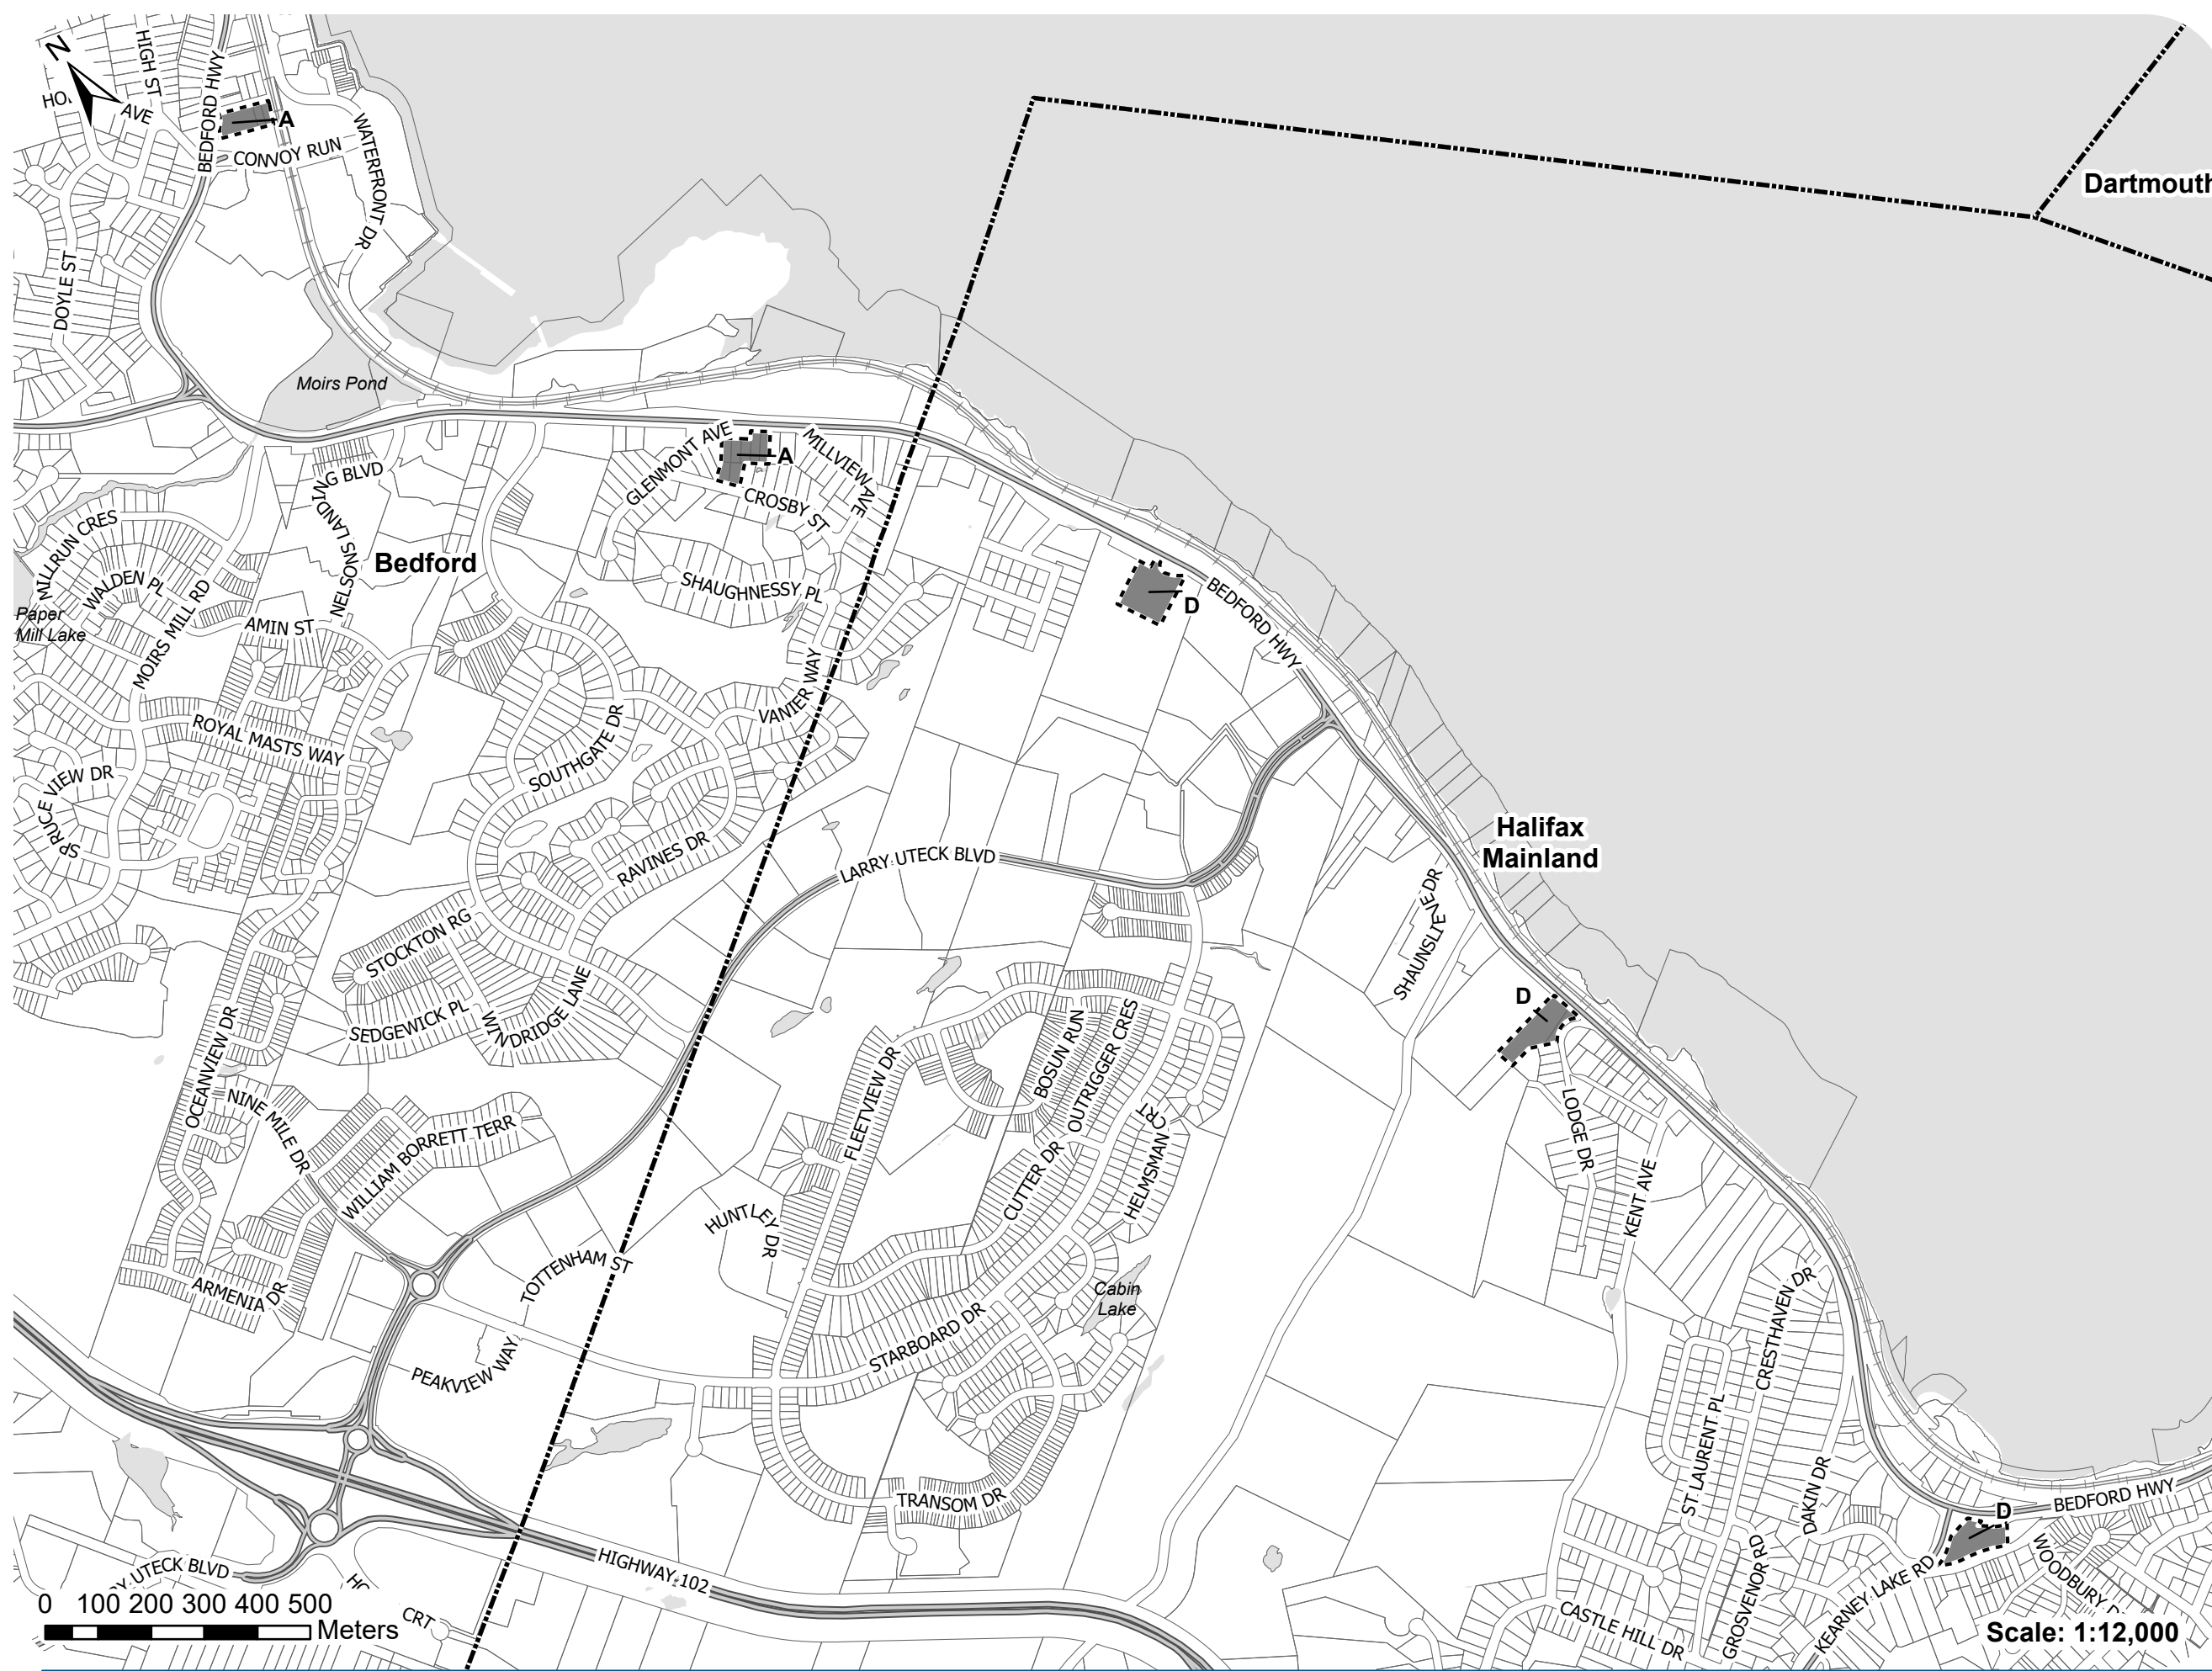 N
HIGH ST
BEDFORD HWY
AVE
A
CONVOY RUN
WATERFRONT DR
DOYLE ST
Dartmouth
Moirs Pond
GLENMONT AVE
A
MILLVIEW AVE
CROSBY ST
NELSONS LANDING BLVD
Bedford
MILLRUN CRES
WALDEN PL
SHAUGHNESSY PL
D
BEDFORD HWY
Paper
Mill Lake
MOIRS MILL RD
AMIN ST
VANIER WAY
ROYAL MASTS WAY
SOUTHGATE DR
SPRUCE VIEW DR
Halifax
Mainland
RAVINES DR
LARRY UTECK BLVD
SHAUNSLIEVE DR
STOCKTON RG
SEDGEWICK PL
WINDRIDGE LANE
D
OCEANVIEW DR
NINE MILE DR
WILLIAM BORRETT TERR
FLEETVIEW DR
BOSUN RUN
OUTRIGGER CRES
HELMSMAN CRT
CUTTER DR
LODGE DR
KENT AVE
HUNTLEY DR
TOTTENHAM ST
ARMENIA DR
Cabin
Lake
STARBOARD DR
CRESTHAVEN DR
PEAKVIEW WAY
ST LAURENT PL
TRANSOM DR
DAKIN DR
BEDFORD HWY
D
HIGHWAY 102
UTECK BLVD
CRT
CASTLE HILL DR
GROSVENOR RD
KEARNEY LAKE RD
WOODBURY D
0 100 200 300 400 500
Meters
Scale: 1:12,000